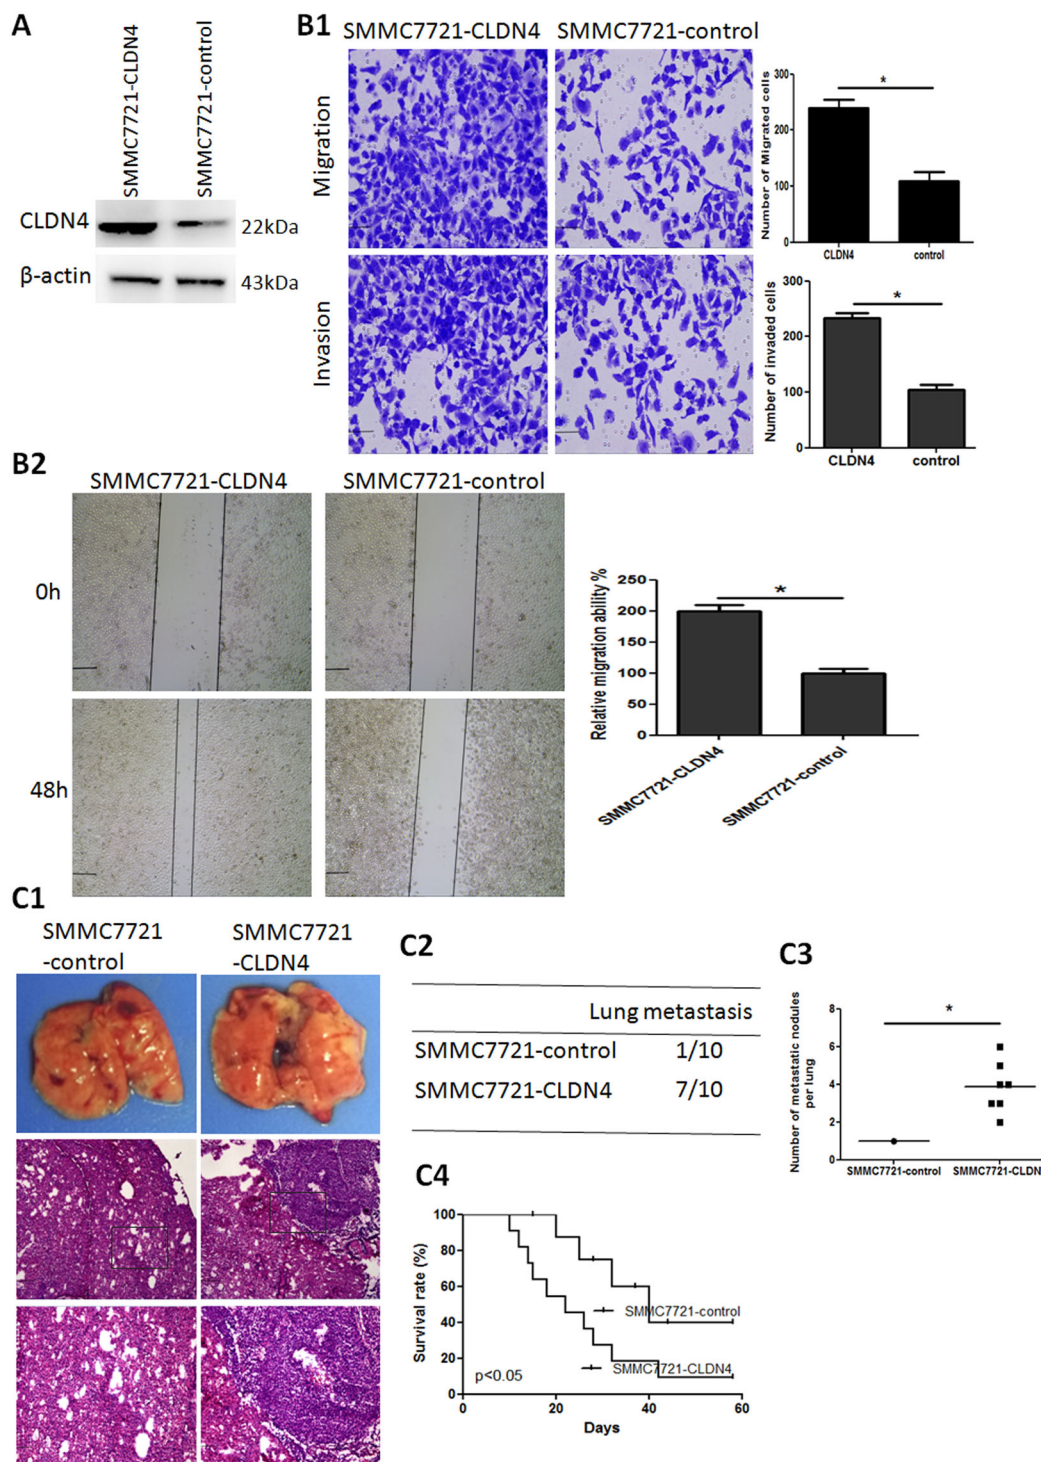 A
SMMC7721-CLDN4
SMMC7721-control
CLDN4
22kDa
β-actin
43kDa
B1
SMMC7721-CLDN4
SMMC7721-control
Migration
Invasion
Number of Migrated cells
300
200
100
0
*
CLDN4
control
Number of invaded cells
300
200
100
0
*
CLDN4
control
B2
SMMC7721-CLDN4
SMMC7721-control
0h
48h
Relative migration ability %
250
200
150
100
50
0
*
SMMC7721-CLDN4
SMMC7721-control
C1
SMMC7721
-control
SMMC7721
-CLDN4
C2
Lung metastasis
SMMC7721-control 1/10
SMMC7721-CLDN4 7/10
C3
Number of metastatic nodules
per lung
8
6
4
2
0
*
SMMC7721-control
SMMC7721-CLDN
C4
Survival rate (%)
100
80
60
40
20
0
SMMC7721-control
SMMC7721-CLDN4
p<0.05
0
20
40
60
Days